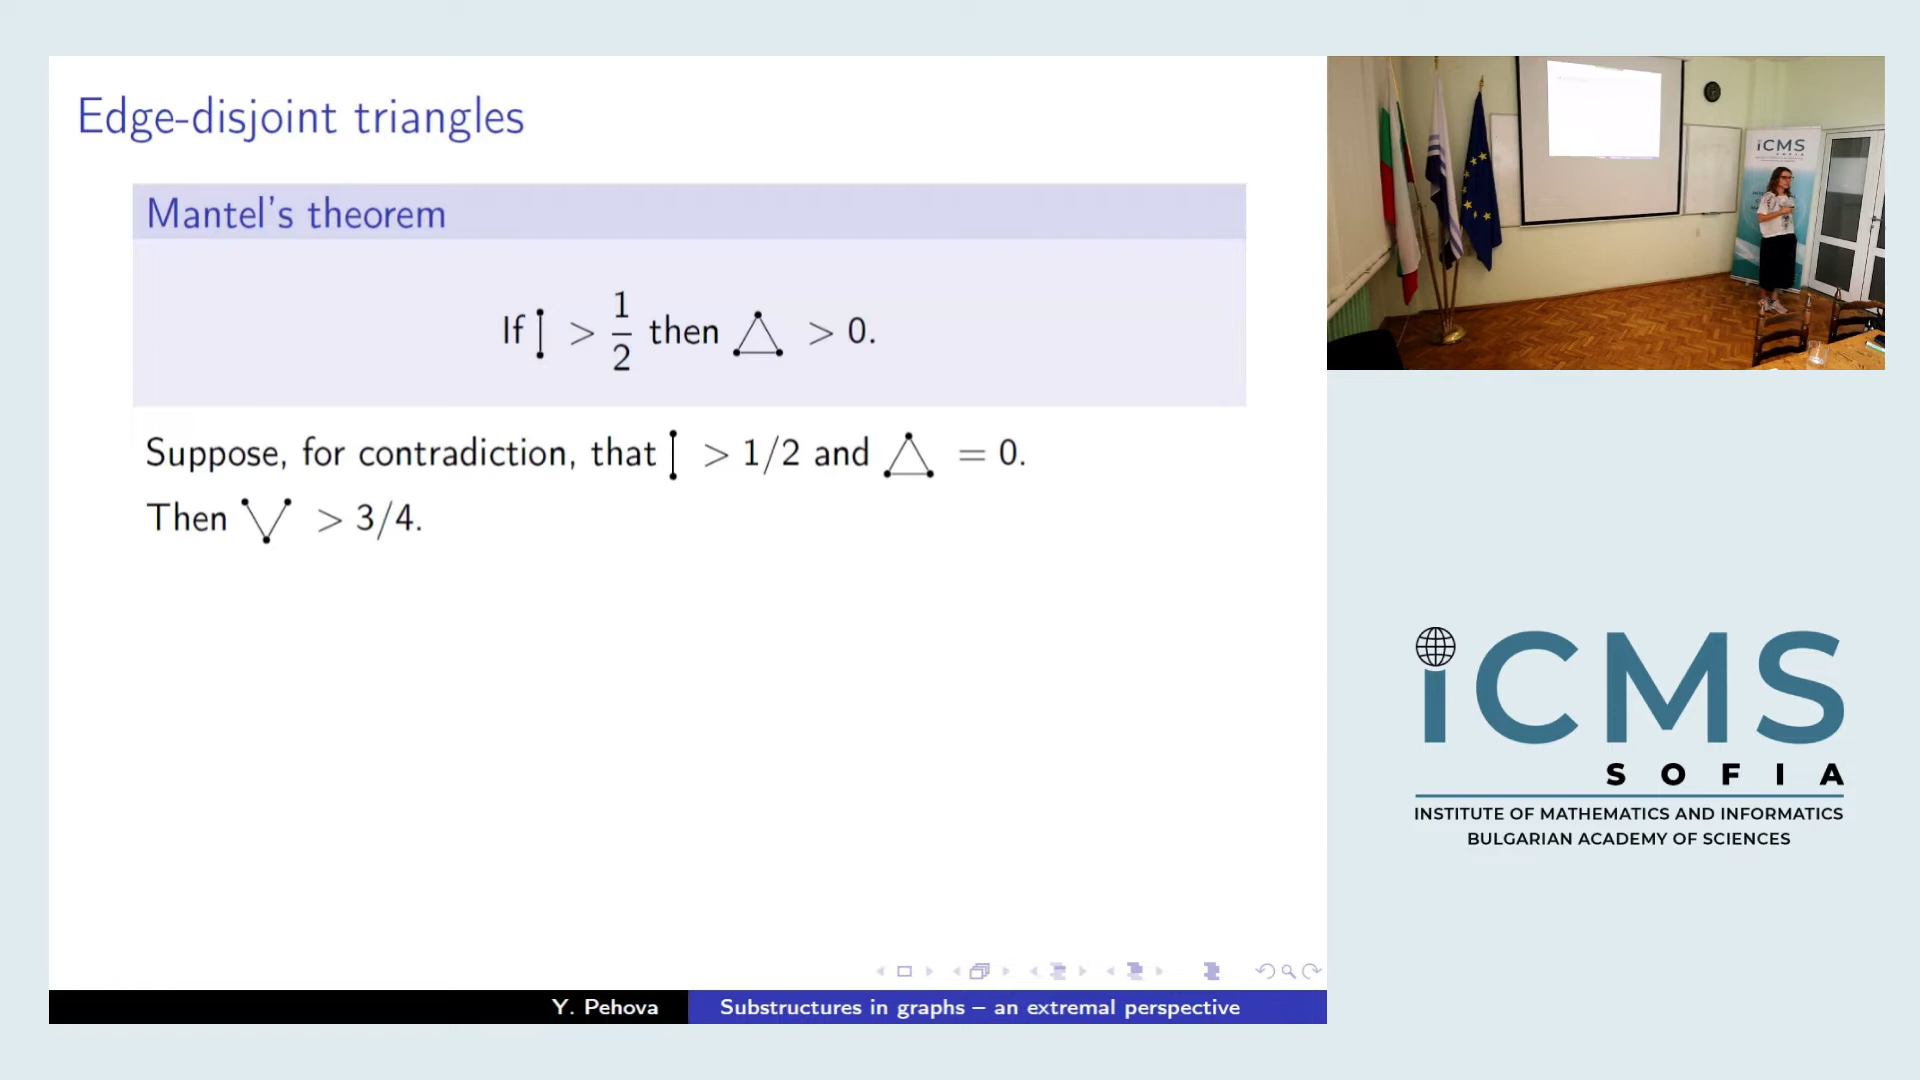 Edge-disjoint triangles
Mantel's theorem
If > 1/2 then > 0.
Suppose, for contradiction, that > 1/2 and = 0.
Then > 3/4.
Y. Pehova
Substructures in graphs – an extremal perspective
iCMS
iCMS
SOFIA
INSTITUTE OF MATHEMATICS AND INFORMATICS
BULGARIAN ACADEMY OF SCIENCES